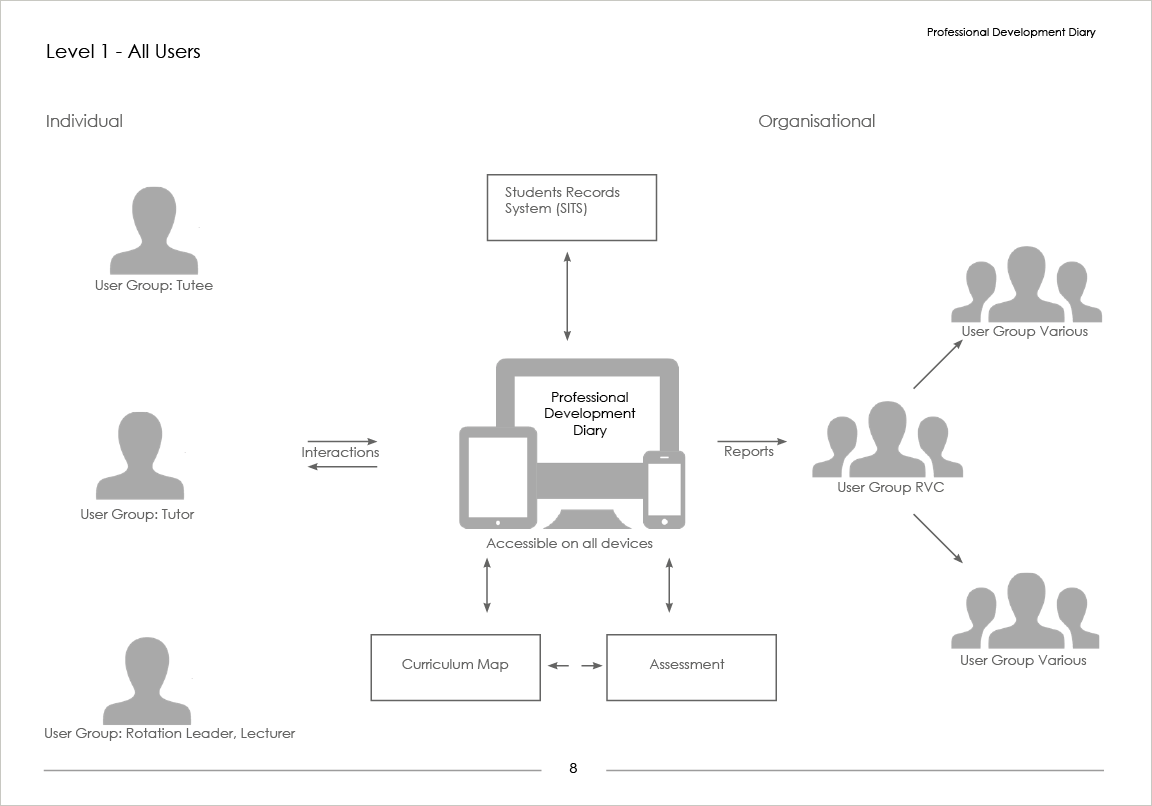 Professional Development Diary
Level 1 - All Users
Individual
Organisational
Students Records
System (SITS)
User Group: Tutee
User Group Various
Professional
Development
Diary
Interactions
Reports
User Group RVC
User Group: Tutor
Accessible on all devices
Curriculum Map
Assessment
User Group Various
User Group: Rotation Leader, Lecturer
8